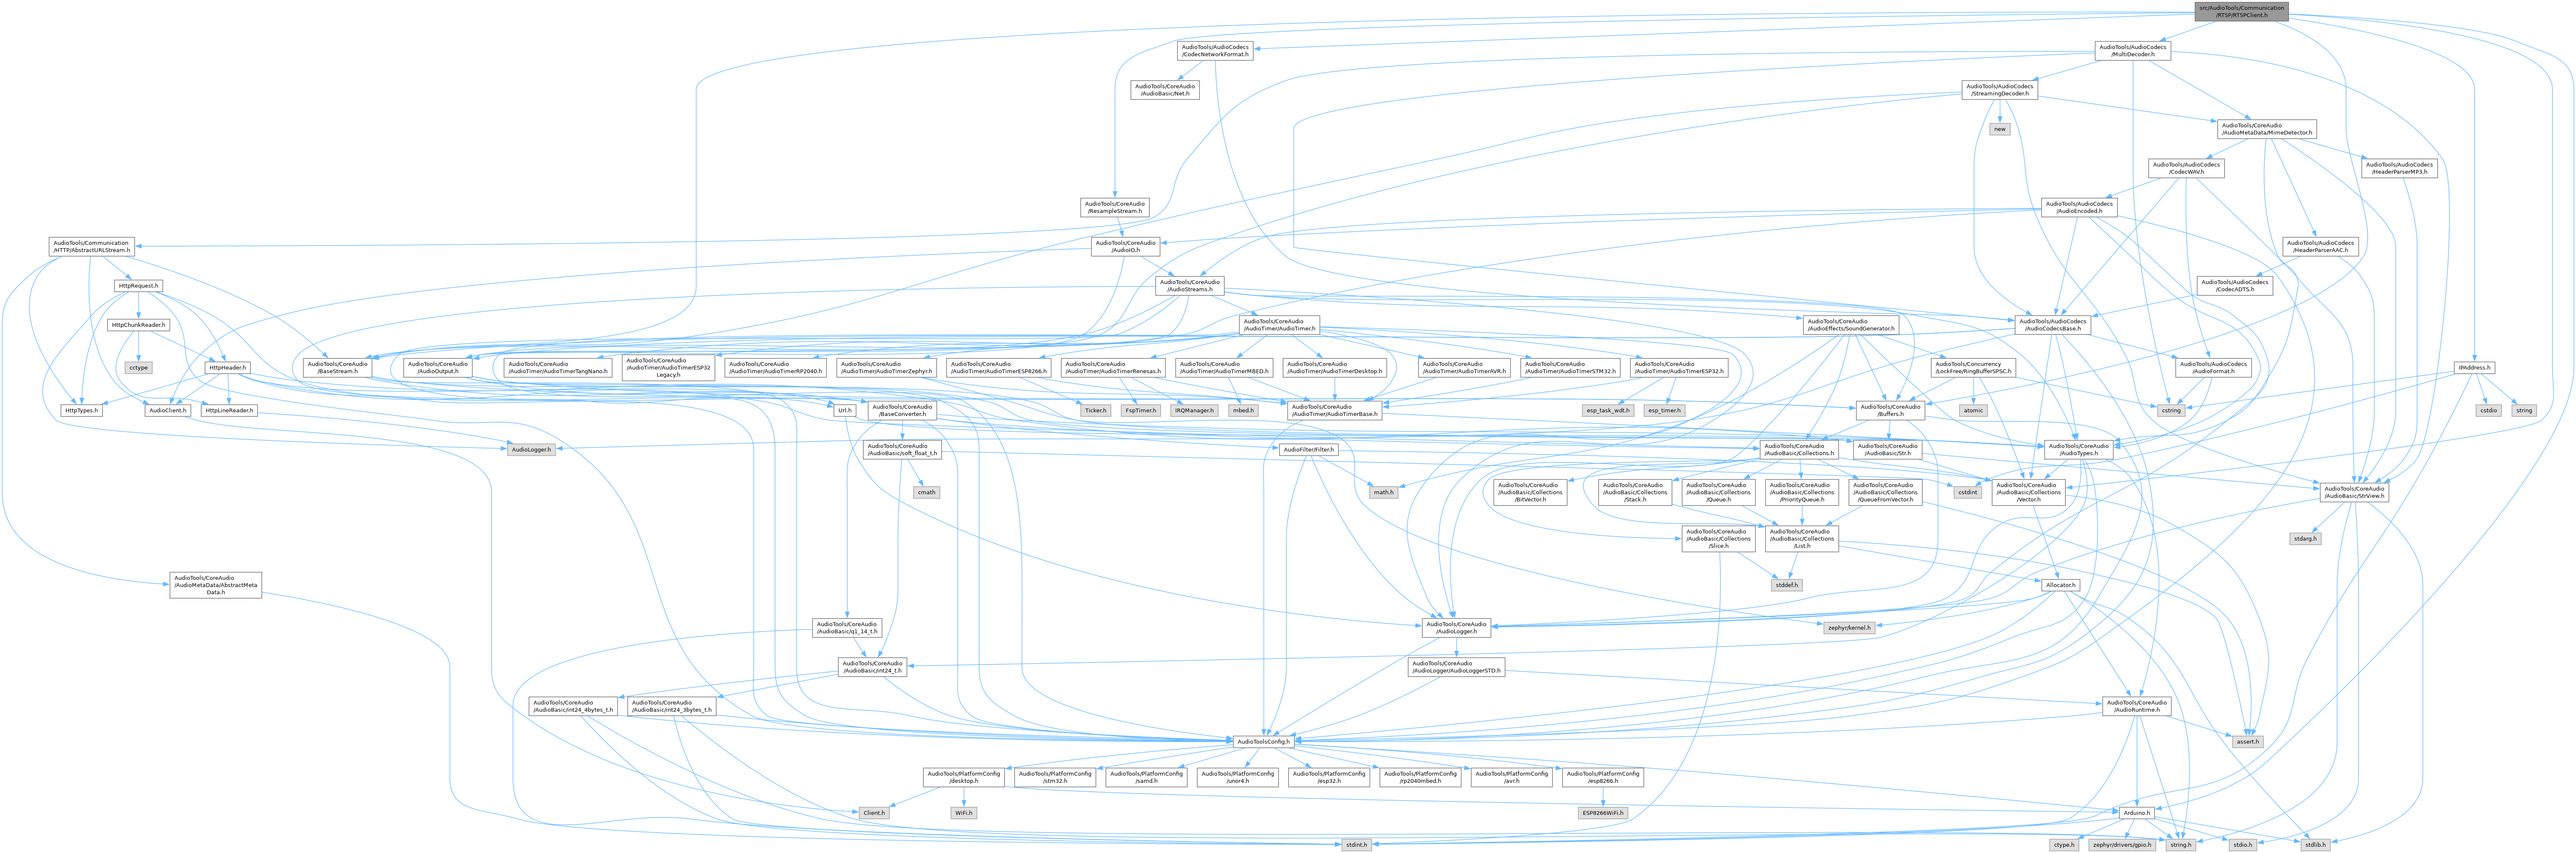 src/AudioTools/Communication
/RTSP/RTSPClient.h
AudioTools/AudioCodecs
/CodecNetworkFormat.h
AudioTools/AudioCodecs
/MultiDecoder.h
AudioTools/CoreAudio
/AudioBasic/Net.h
AudioTools/AudioCodecs
/StreamingDecoder.h
new
AudioTools/CoreAudio
/AudioMetaData/MimeDetector.h
AudioTools/AudioCodecs
/CodecWAV.h
AudioTools/AudioCodecs
/HeaderParserMP3.h
AudioTools/CoreAudio
/ResampleStream.h
AudioTools/AudioCodecs
/AudioEncoded.h
AudioTools/Communication
/HTTP/AbstractURLStream.h
AudioTools/CoreAudio
/AudioIO.h
AudioTools/AudioCodecs
/HeaderParserAAC.h
HttpRequest.h
AudioTools/CoreAudio
/AudioStreams.h
AudioTools/AudioCodecs
/CodecADTS.h
HttpChunkReader.h
AudioTools/CoreAudio
/AudioTimer/AudioTimer.h
AudioTools/CoreAudio
/AudioEffects/SoundGenerator.h
AudioTools/AudioCodecs
/AudioCodecsBase.h
cctype
HttpHeader.h
AudioTools/CoreAudio
/BaseStream.h
AudioTools/CoreAudio
/AudioOutput.h
AudioTools/CoreAudio
/AudioTimer/AudioTimerTangNano.h
AudioTools/CoreAudio
/AudioTimer/AudioTimerESP32
Legacy.h
AudioTools/CoreAudio
/AudioTimer/AudioTimerRP2040.h
AudioTools/CoreAudio
/AudioTimer/AudioTimerZephyr.h
AudioTools/CoreAudio
/AudioTimer/AudioTimerESP8266.h
AudioTools/CoreAudio
/AudioTimer/AudioTimerRenesas.h
AudioTools/CoreAudio
/AudioTimer/AudioTimerMBED.h
AudioTools/CoreAudio
/AudioTimer/AudioTimerDesktop.h
AudioTools/CoreAudio
/AudioTimer/AudioTimerAVR.h
AudioTools/CoreAudio
/AudioTimer/AudioTimerSTM32.h
AudioTools/CoreAudio
/AudioTimer/AudioTimerESP32.h
AudioTools/Concurrency
/LockFree/RingBufferSPSC.h
AudioTools/AudioCodecs
/AudioFormat.h
IPAddress.h
HttpTypes.h
AudioClient.h
HttpLineReader.h
Url.h
AudioTools/CoreAudio
/BaseConverter.h
Ticker.h
FspTimer.h
IRQManager.h
mbed.h
AudioTools/CoreAudio
/AudioTimer/AudioTimerBase.h
esp_task_wdt.h
esp_timer.h
AudioTools/CoreAudio
/Buffers.h
atomic
cstring
cstdio
string
AudioLogger.h
AudioTools/CoreAudio
/AudioBasic/soft_float_t.h
AudioFilter/Filter.h
AudioTools/CoreAudio
/AudioBasic/Collections.h
AudioTools/CoreAudio
/AudioBasic/Str.h
AudioTools/CoreAudio
/AudioTypes.h
cmath
math.h
AudioTools/CoreAudio
/AudioBasic/Collections
/BitVector.h
AudioTools/CoreAudio
/AudioBasic/Collections
/Stack.h
AudioTools/CoreAudio
/AudioBasic/Collections
/Queue.h
AudioTools/CoreAudio
/AudioBasic/Collections
/PriorityQueue.h
AudioTools/CoreAudio
/AudioBasic/Collections
/QueueFromVector.h
cstdint
AudioTools/CoreAudio
/AudioBasic/Collections
/Vector.h
AudioTools/CoreAudio
/AudioBasic/StrView.h
AudioTools/CoreAudio
/AudioBasic/Collections
/Slice.h
AudioTools/CoreAudio
/AudioBasic/Collections
/List.h
stdarg.h
AudioTools/CoreAudio
/AudioMetaData/AbstractMeta
Data.h
stddef.h
Allocator.h
AudioTools/CoreAudio
/AudioBasic/q1_14_t.h
AudioTools/CoreAudio
/AudioLogger.h
zephyr/kernel.h
AudioTools/CoreAudio
/AudioBasic/int24_t.h
AudioTools/CoreAudio
/AudioLogger/AudioLoggerSTD.h
AudioTools/CoreAudio
/AudioBasic/int24_4bytes_t.h
AudioTools/CoreAudio
/AudioBasic/int24_3bytes_t.h
AudioTools/CoreAudio
/AudioRuntime.h
AudioToolsConfig.h
assert.h
AudioTools/PlatformConfig
/desktop.h
AudioTools/PlatformConfig
/stm32.h
AudioTools/PlatformConfig
/samd.h
AudioTools/PlatformConfig
/unor4.h
AudioTools/PlatformConfig
/esp32.h
AudioTools/PlatformConfig
/rp2040mbed.h
AudioTools/PlatformConfig
/avr.h
AudioTools/PlatformConfig
/esp8266.h
Client.h
WiFi.h
ESP8266WiFi.h
Arduino.h
stdint.h
ctype.h
zephyr/drivers/gpio.h
string.h
stdio.h
stdlib.h